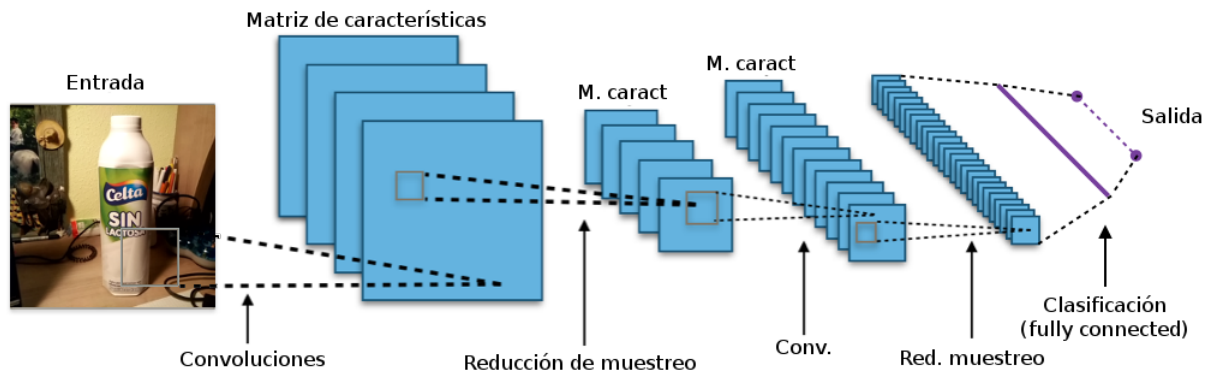 Matriz de características
Entrada
M. caract
M. caract
Salida
Celta
SIN
LACTOSA
Convoluciones
Reducción de muestreo
Conv.
Red. muestreo
Clasificación
(fully connected)